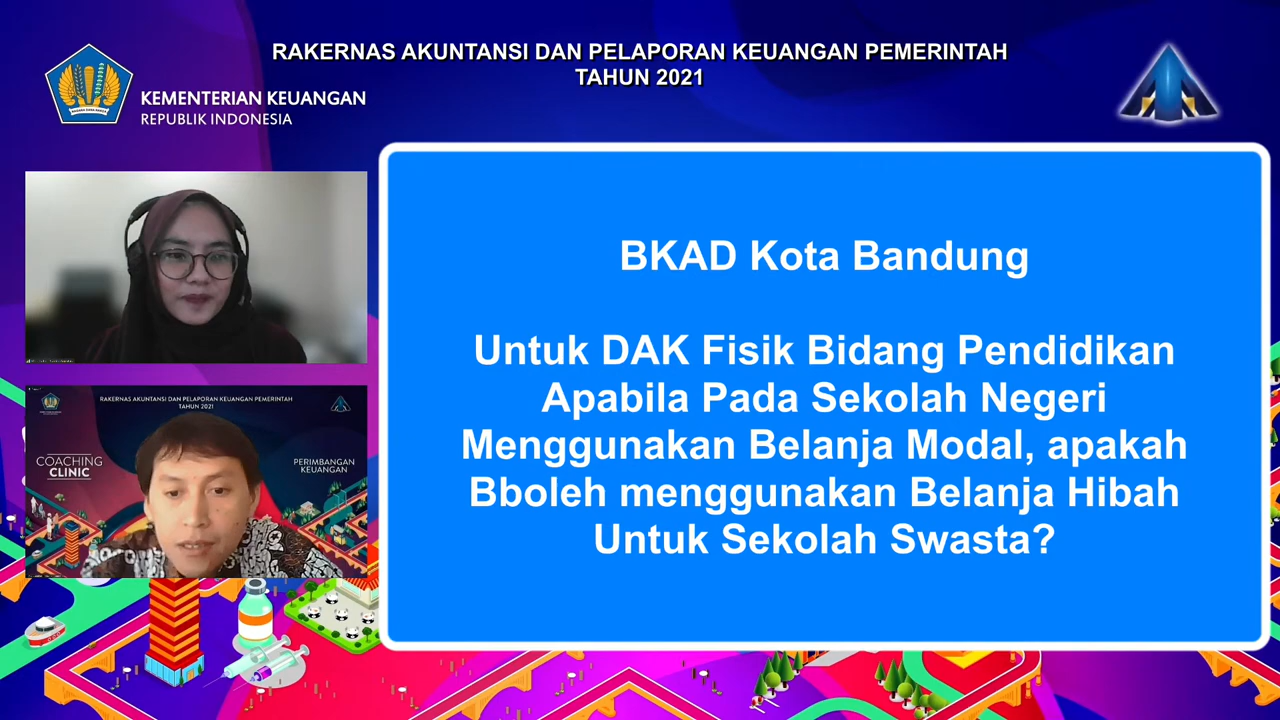 RAKERNAS AKUNTANSI DAN PELAPORAN KEUANGAN PEMERINTAH
TAHUN 2021
KEMENTERIAN KEUANGAN
REPUBLIK INDONESIA
BKAD Kota Bandung
Untuk DAK Fisik Bidang Pendidikan
Apabila Pada Sekolah Negeri
Menggunakan Belanja Modal, apakah
Bboleh menggunakan Belanja Hibah
Untuk Sekolah Swasta?
RAKERNAS AKUNTANSI DAN PELAPORAN KEUANGAN PEMERINTAH
TAHUN 2021
COACHING
CLINIC
PERIMBANGAN
KEUANGAN